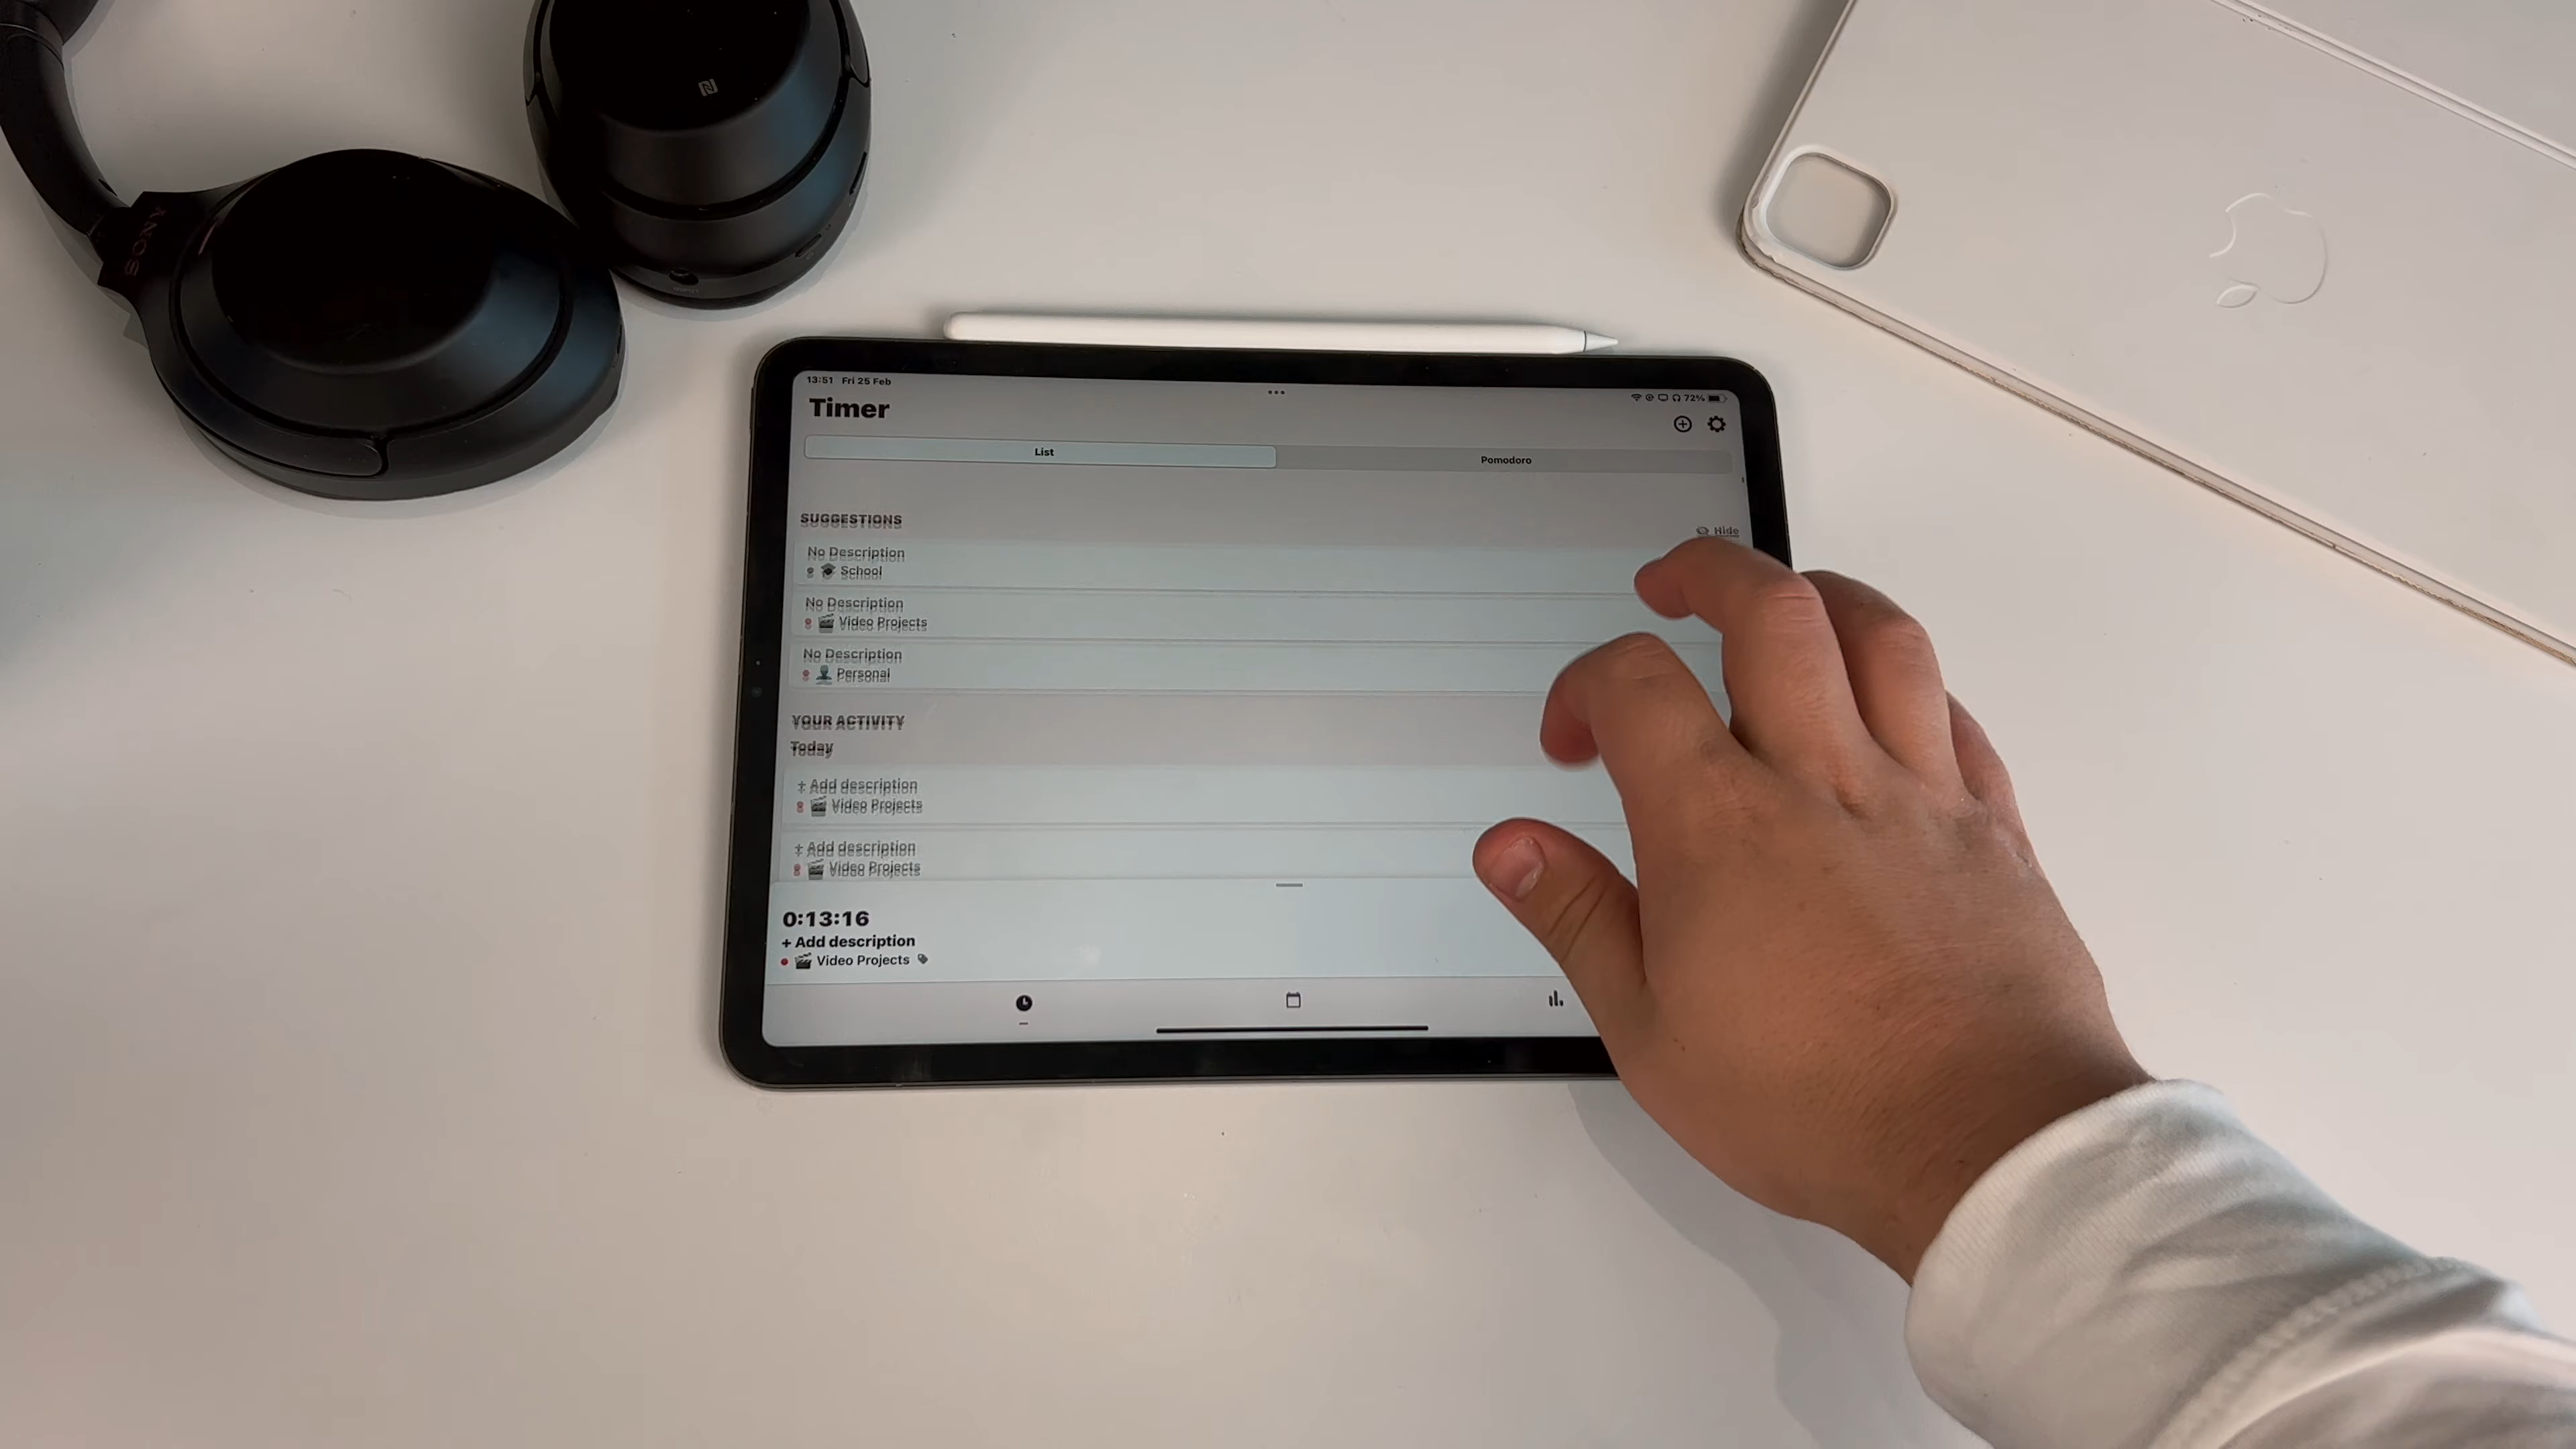 SONY
13:51 Fri 25 Feb
72%
Timer
List
Pomodoro
SUGGESTIONS
Hide
No Description
School
No Description
Video Projects
No Description
Personal
YOUR ACTIVITY
Today
+ Add description
Video Projects
+ Add description
Video Projects
0:13:16
+ Add description
Video Projects